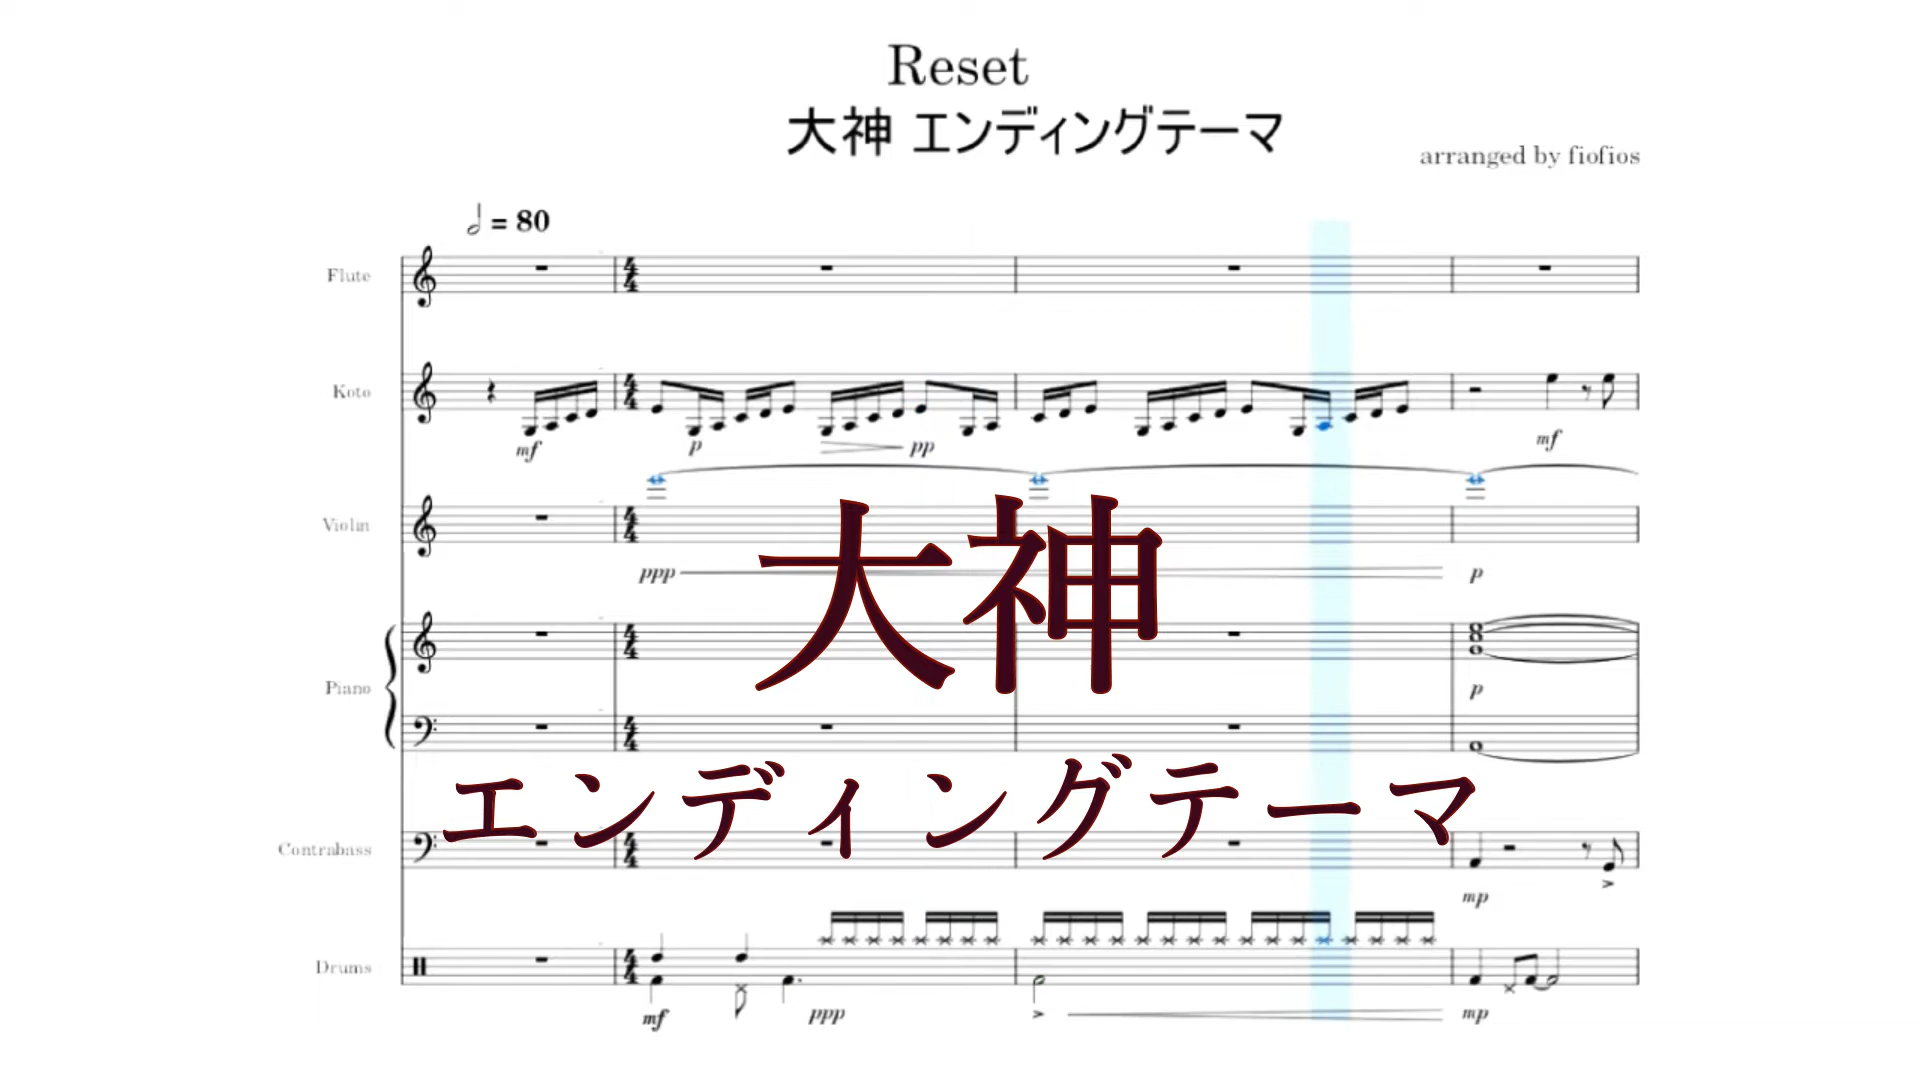 Reset
大神 エンディングテーマ
arranged by fiofios
= 80
Flute
Koto
mf
p
pp
mf
Violin
ppp
p
大神
Piano
p
エンディングテーマ
Contrabass
mp
Drums
mf
ppp
mp